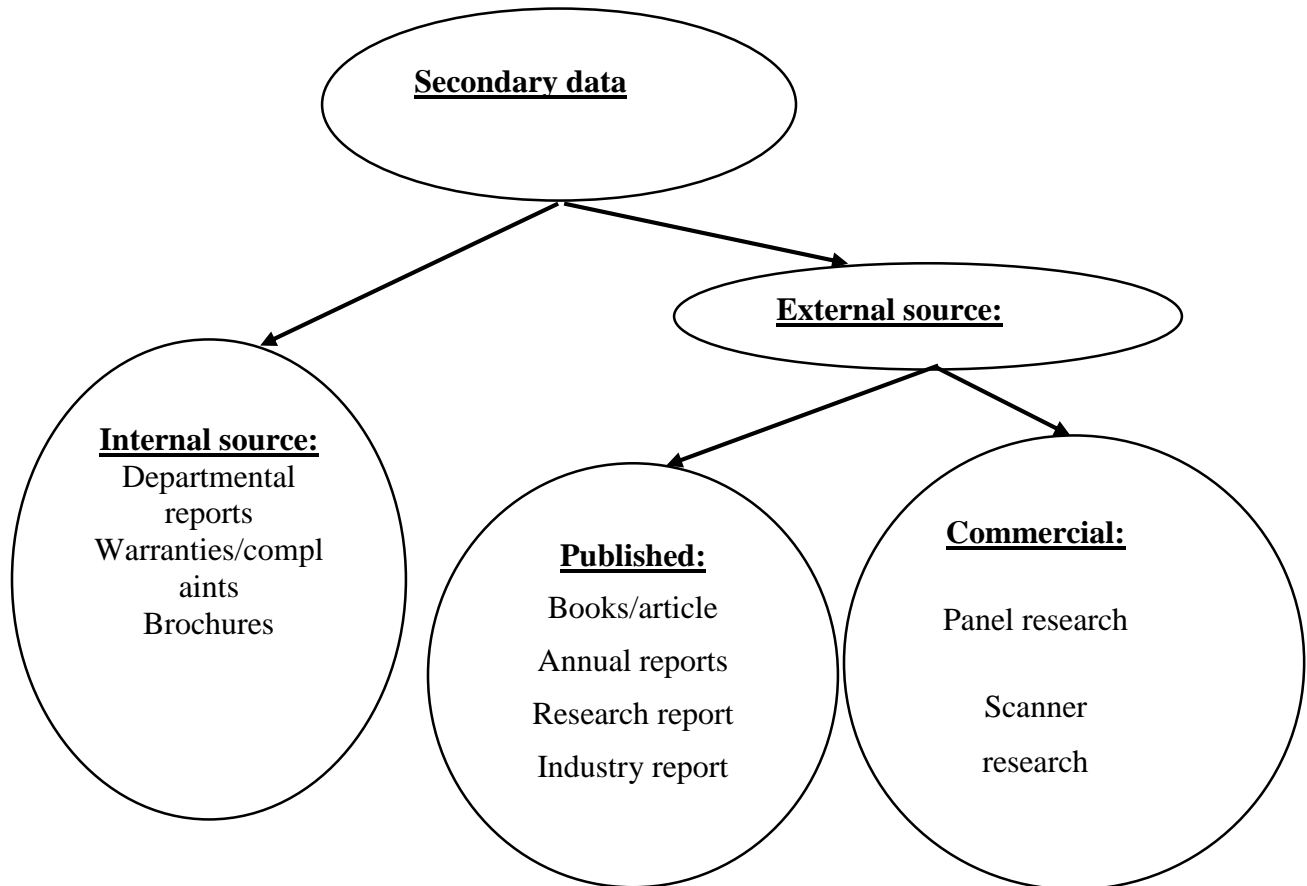 Secondary data
External source:
Internal source:
Departmental
reports
Warranties/compl
aints
Brochures
Published:
Books/article
Annual reports
Research report
Industry report
Commercial:
Panel research
Scanner
research